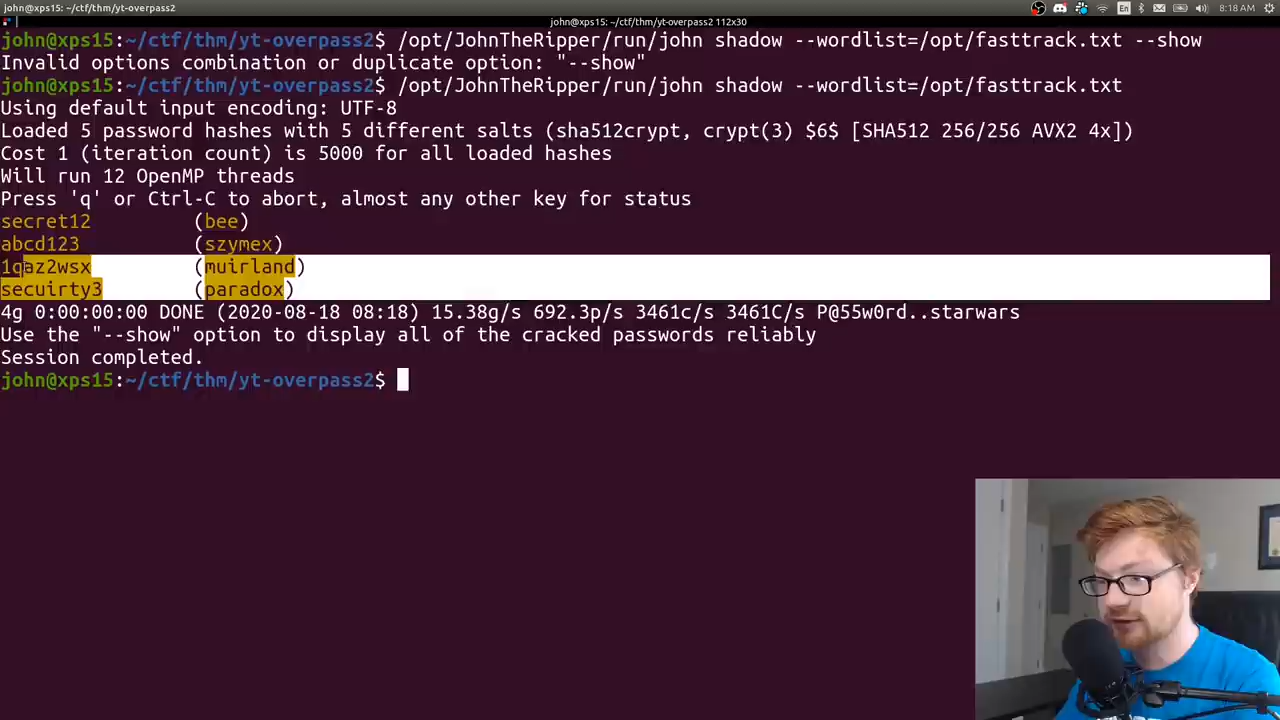 john@xps15: ~/ctf/thm/yt-overpass2
En 8:18 AM
john@xps15: ~/ctf/thm/yt-overpass2 112x30
john@xps15:~/ctf/thm/yt-overpass2$ /opt/JohnTheRipper/run/john shadow --wordlist=/opt/fasttrack.txt --show
Invalid options combination or duplicate option: "--show"
john@xps15:~/ctf/thm/yt-overpass2$ /opt/JohnTheRipper/run/john shadow --wordlist=/opt/fasttrack.txt
Using default input encoding: UTF-8
Loaded 5 password hashes with 5 different salts (sha512crypt, crypt(3) $6$ [SHA512 256/256 AVX2 4x])
Cost 1 (iteration count) is 5000 for all loaded hashes
Will run 12 OpenMP threads
Press 'q' or Ctrl-C to abort, almost any other key for status
secret12 (bee)
abcd123 (szymex)
1qaz2wsx (muirland)
secuirty3 (paradox)
4g 0:00:00:00 DONE (2020-08-18 08:18) 15.38g/s 692.3p/s 3461c/s 3461C/s P@55w0rd..starwars
Use the "--show" option to display all of the cracked passwords reliably
Session completed.
john@xps15:~/ctf/thm/yt-overpass2$